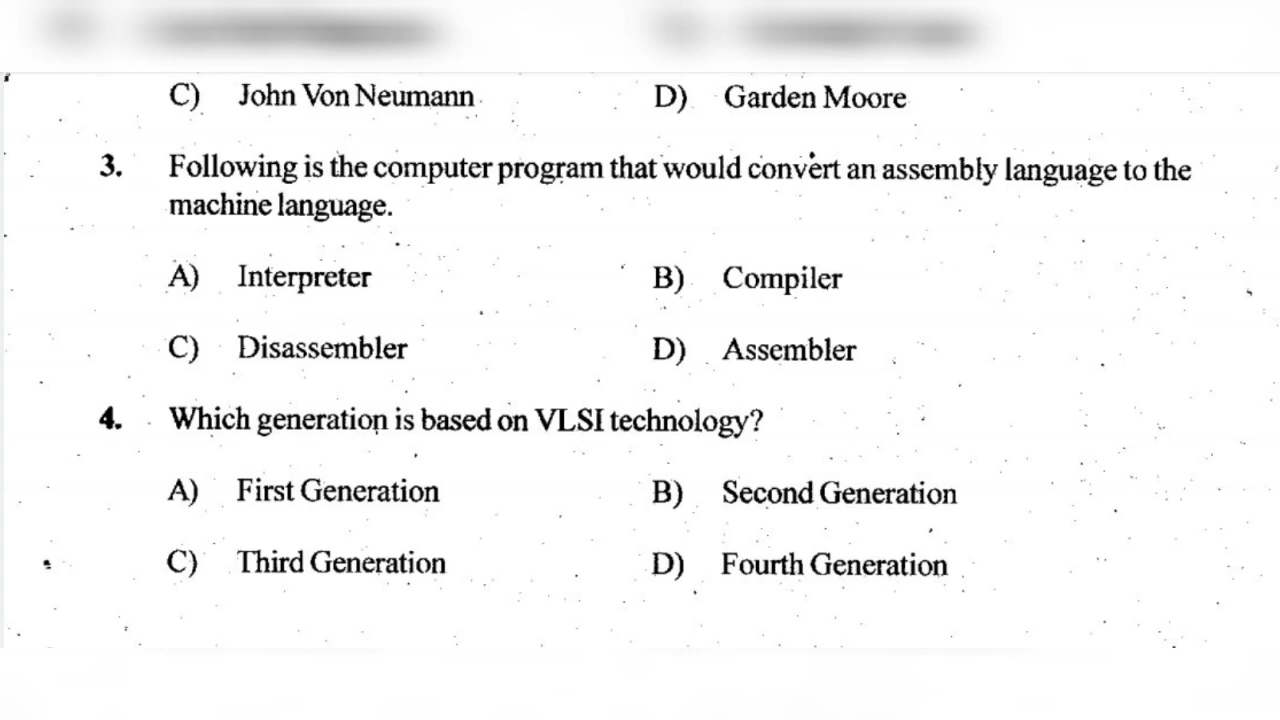 C) John Von Neumann D) Garden Moore
3. Following is the computer program that would convert an assembly language to the
machine language.
A) Interpreter B) Compiler
C) Disassembler D) Assembler
4. Which generation is based on VLSI technology?
A) First Generation B) Second Generation
C) Third Generation D) Fourth Generation